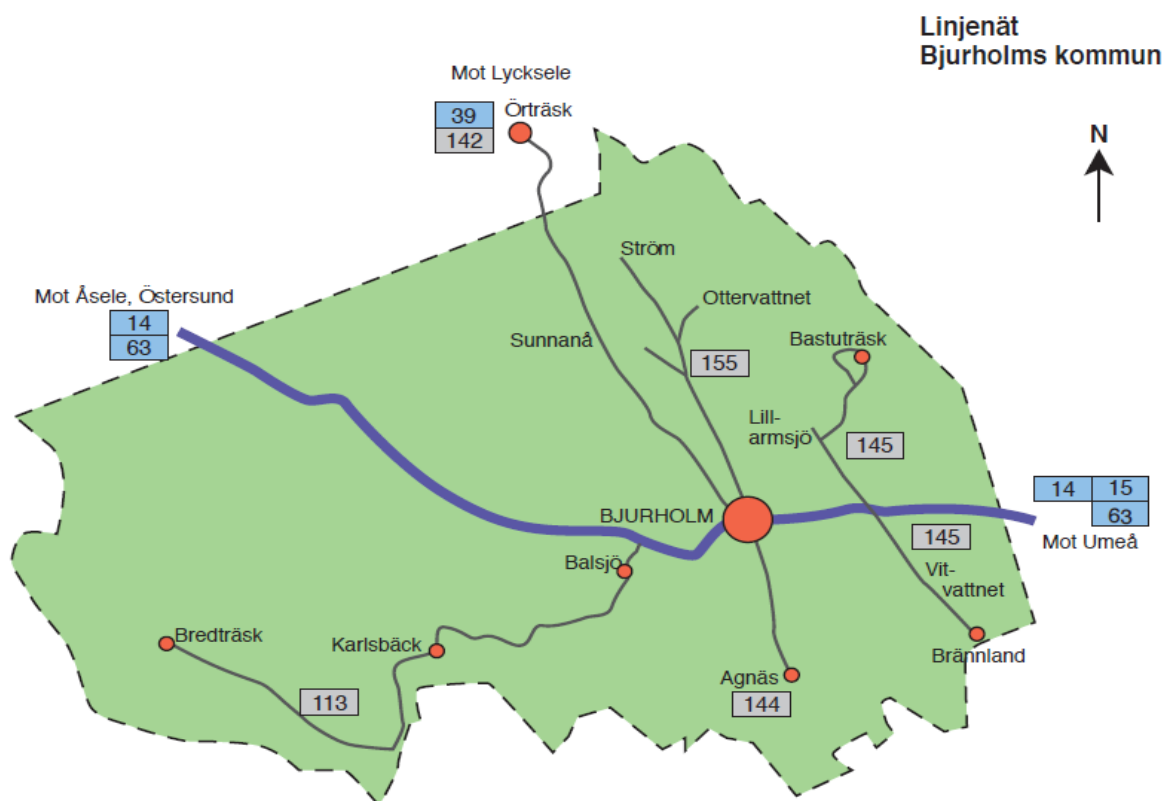 Linjenät
Bjurholms kommun
N
Mot Lycksele
39
142
Örträsk
Ström
Ottervattnet
Mot Åsele, Östersund
14
63
Sunnanå
155
Bastuträsk
Lill-
armsjö
145
14 15
63
Mot Umeå
BJURHOLM
145
Balsjö
Vit-
vattnet
Bredträsk
Karlsbäck
Brännland
Agnäs
113
144